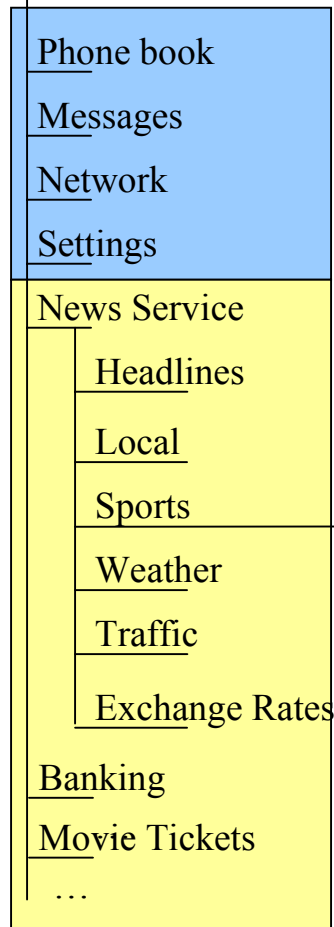 Phone book
Messages
Network
Settings
News Service
Headlines
Local
Sports
Weather
Traffic
Exchange Rates
Banking
Movie Tickets
…